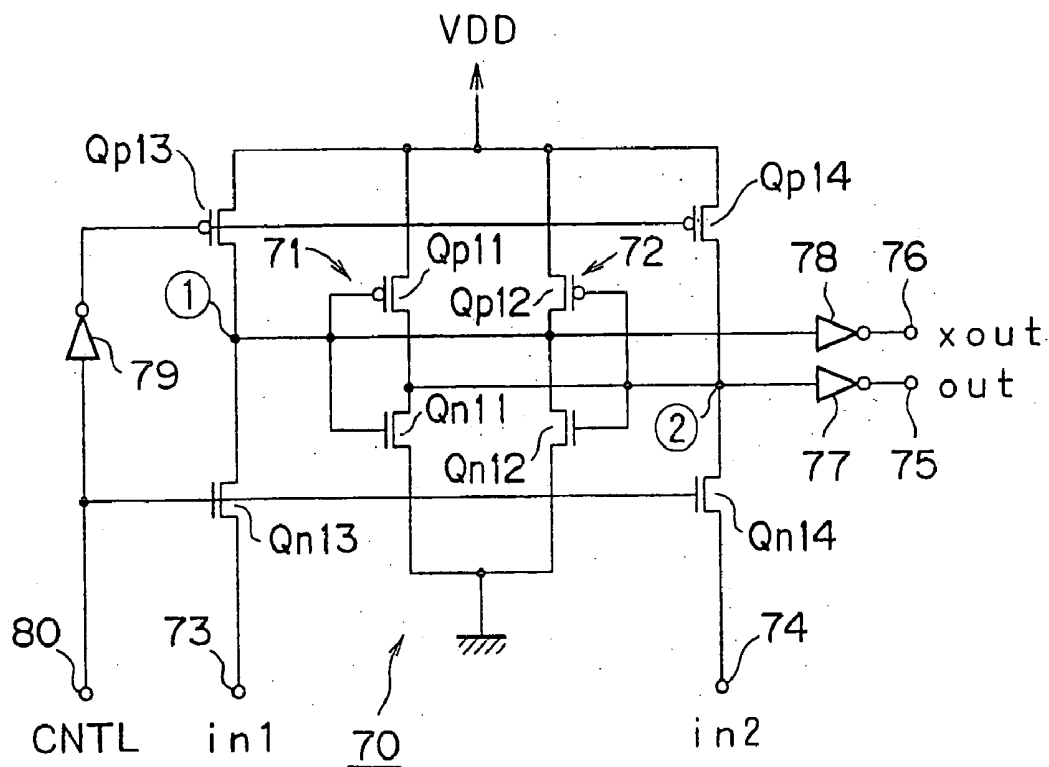 VDD
Qp13
Qp14
71
Qp11
72
Qp12
78
76
①
xout
79
out
Qn11
②
Qn12
77
75
Qn13
Qn14
80
73
74
CNTL
in1
70
in2